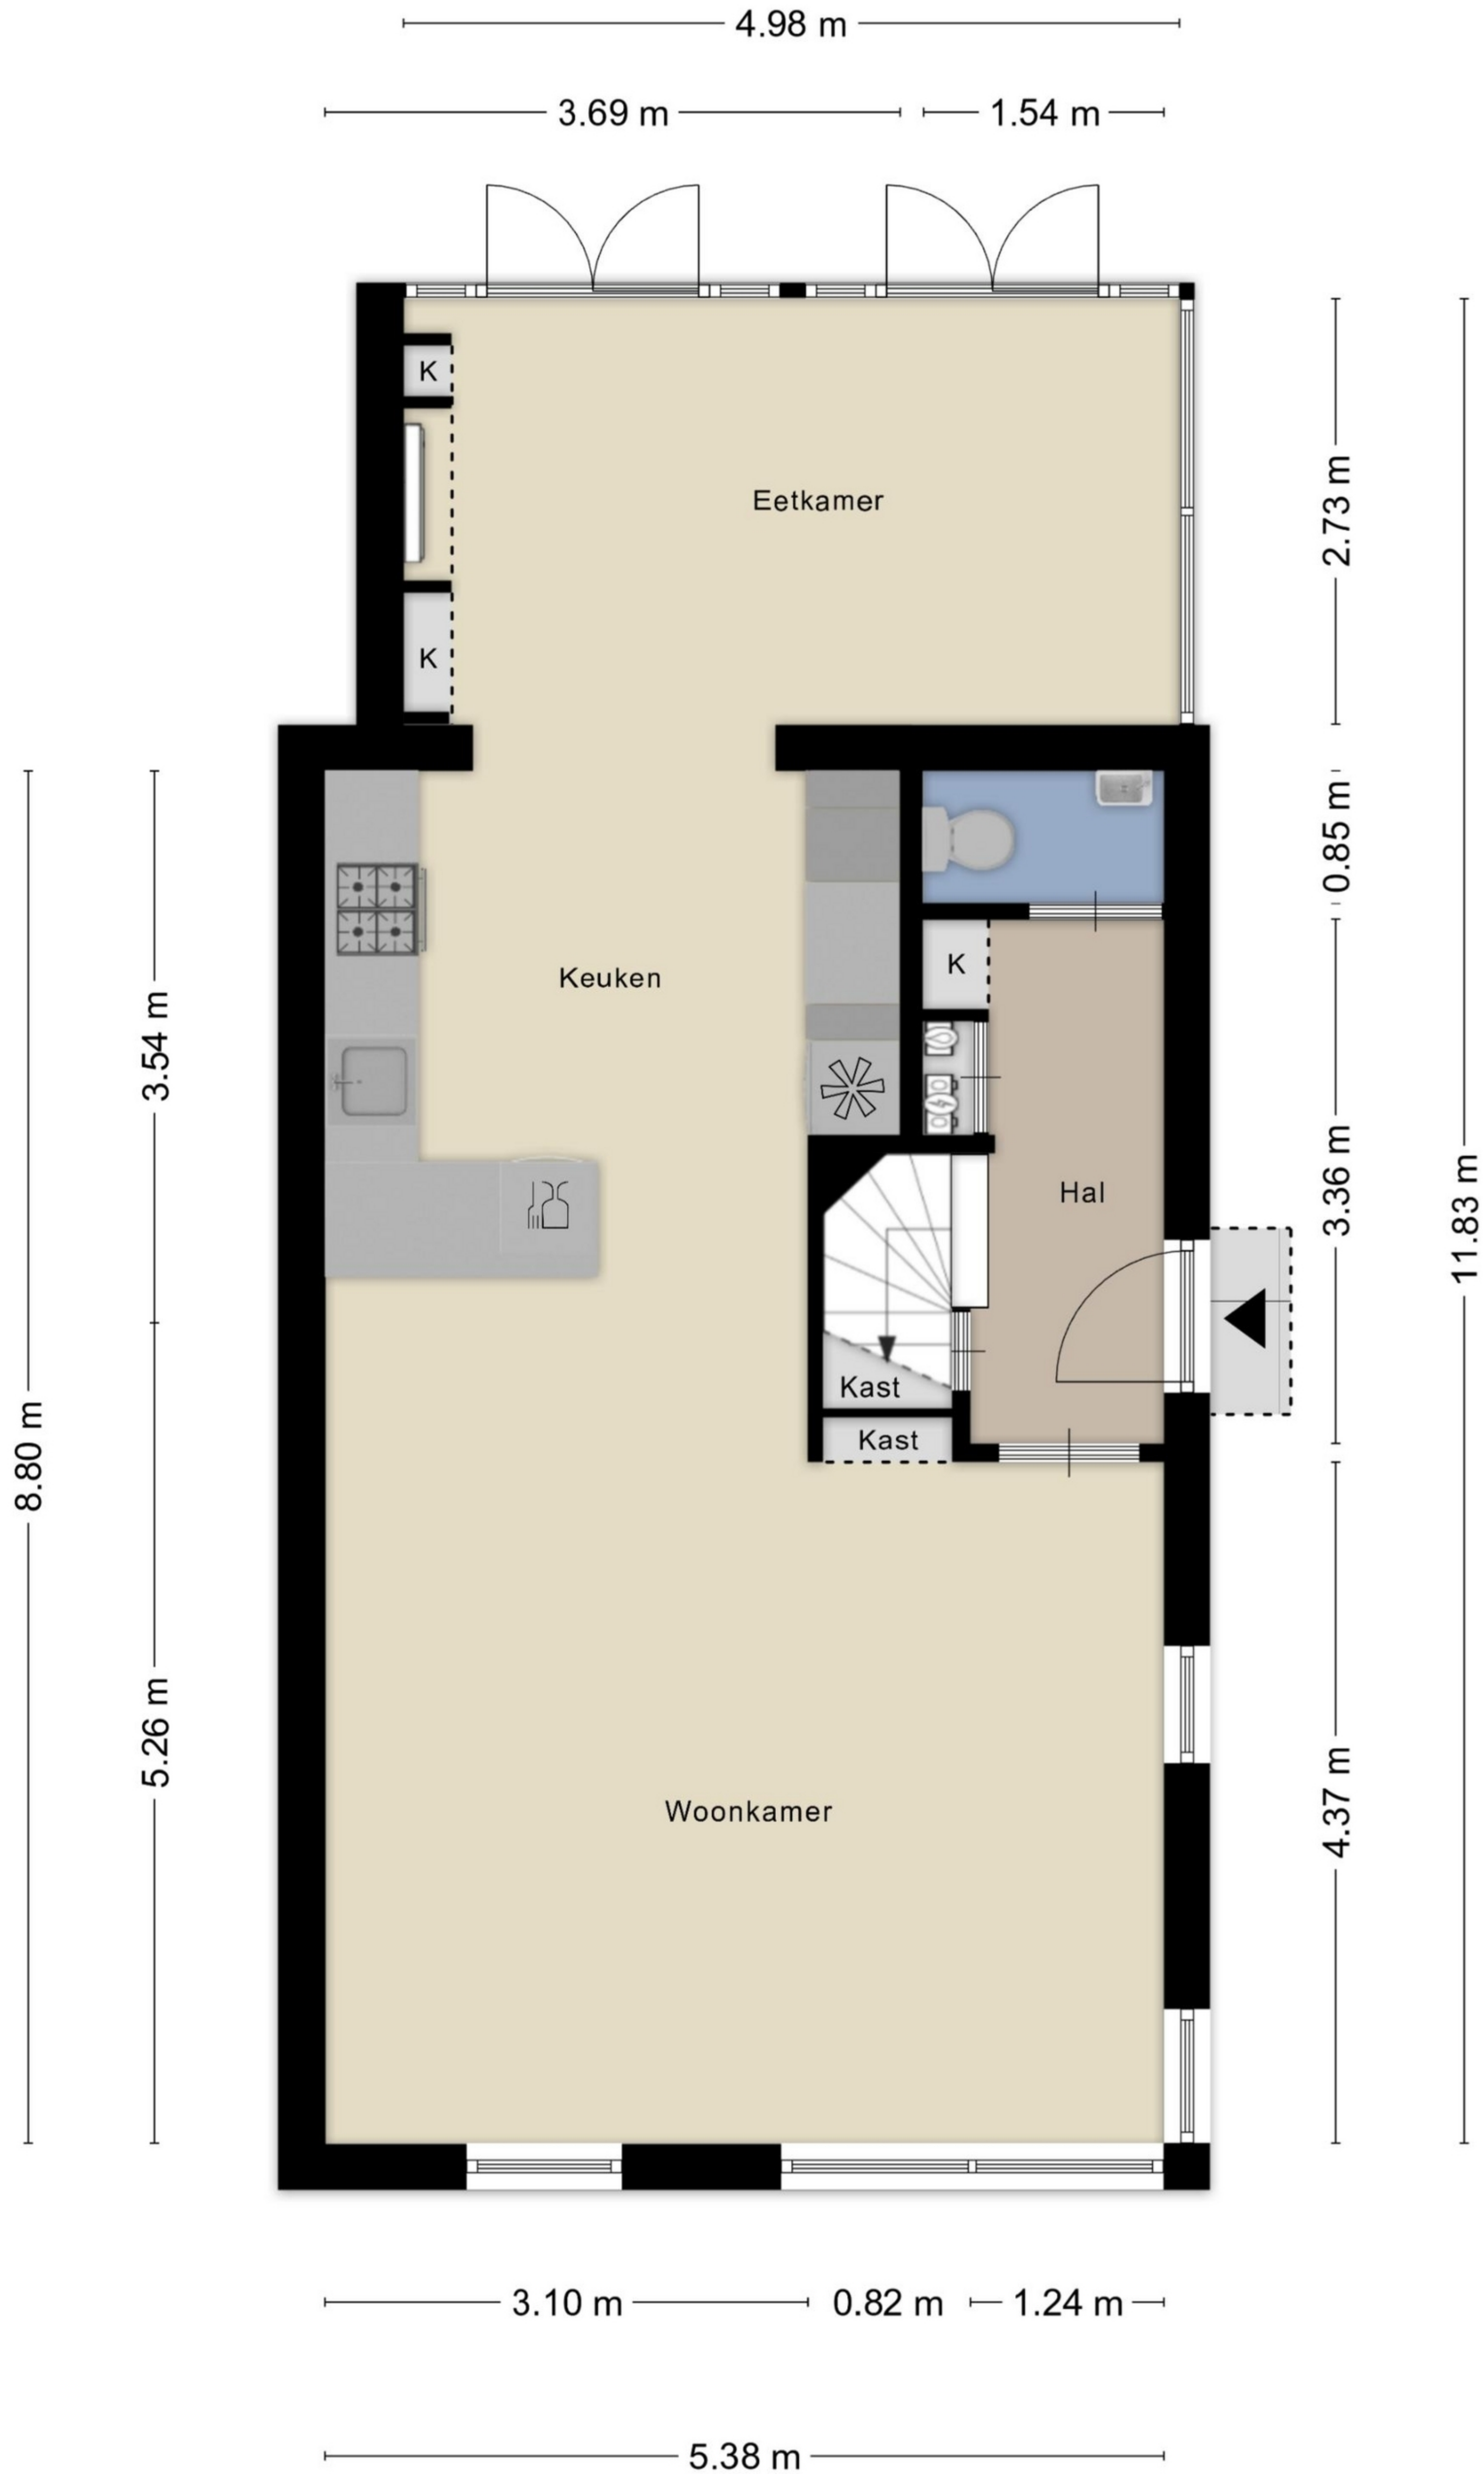 4.98 m
3.69 m
1.54 m
K
Eetkamer
2.73 m
K
0.85 m
Keuken
K
3.54 m
Hal
3.36 m
11.83 m
Kast
8.80 m
Kast
5.26 m
Woonkamer
4.37 m
3.10 m
0.82 m
1.24 m
5.38 m